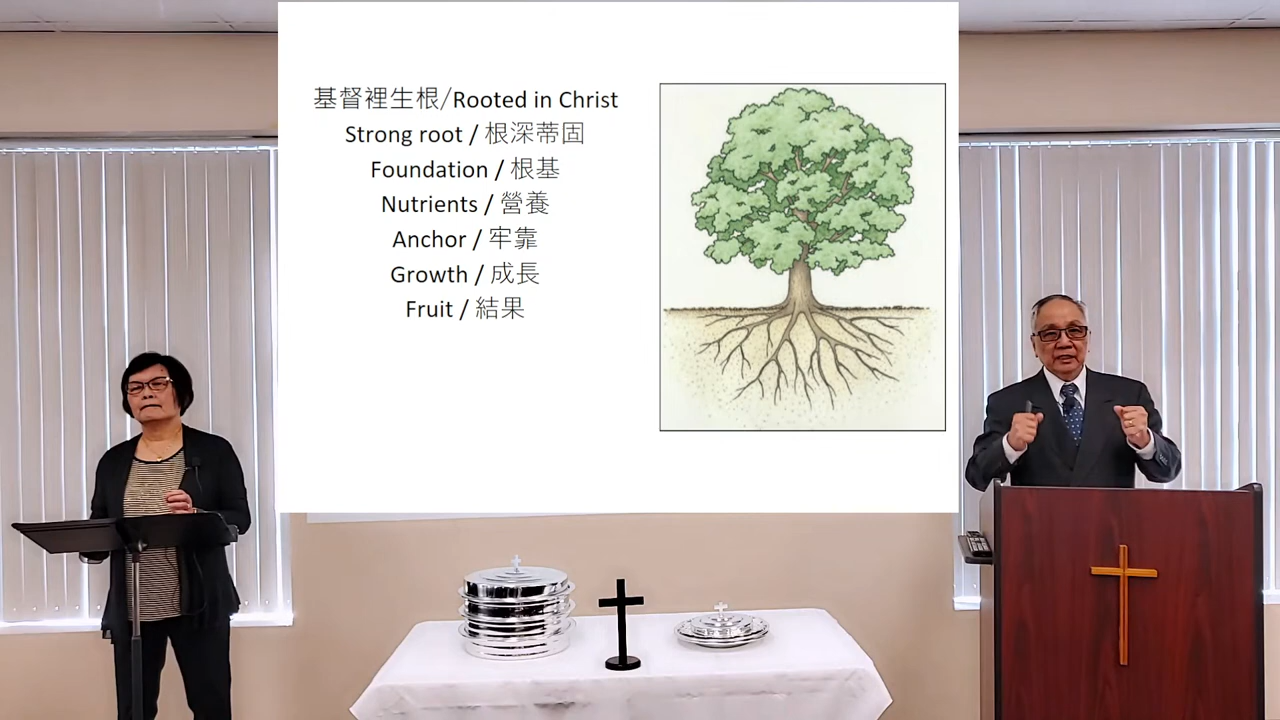 基督裡生根/Rooted in Christ
Strong root / 根深蒂固
Foundation / 根基
Nutrients / 營養
Anchor / 牢靠
Growth / 成長
Fruit / 結果